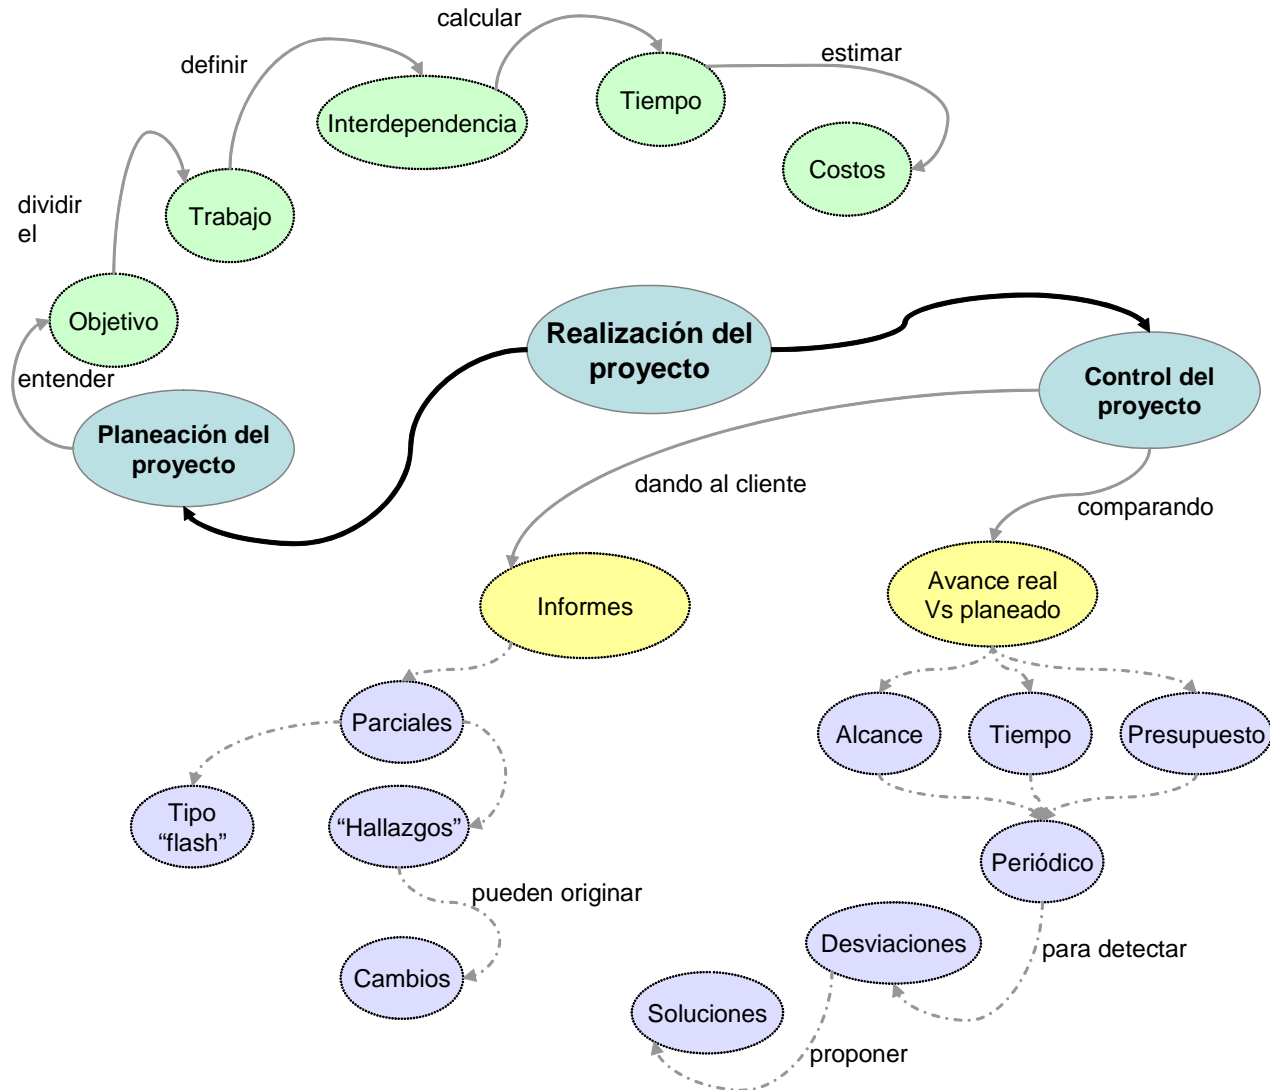 calcular
definir
estimar
Tiempo
Interdependencia
Costos
dividir
el
Trabajo
Objetivo
entender
Realización del
proyecto
Control del
proyecto
Planeación del
proyecto
dando al cliente
comparando
Informes
Avance real
Vs planeado
Parciales
Alcance
Tiempo
Presupuesto
Tipo
“flash”
“Hallazgos”
Periódico
pueden originar
Desviaciones
para detectar
Cambios
Soluciones
proponer